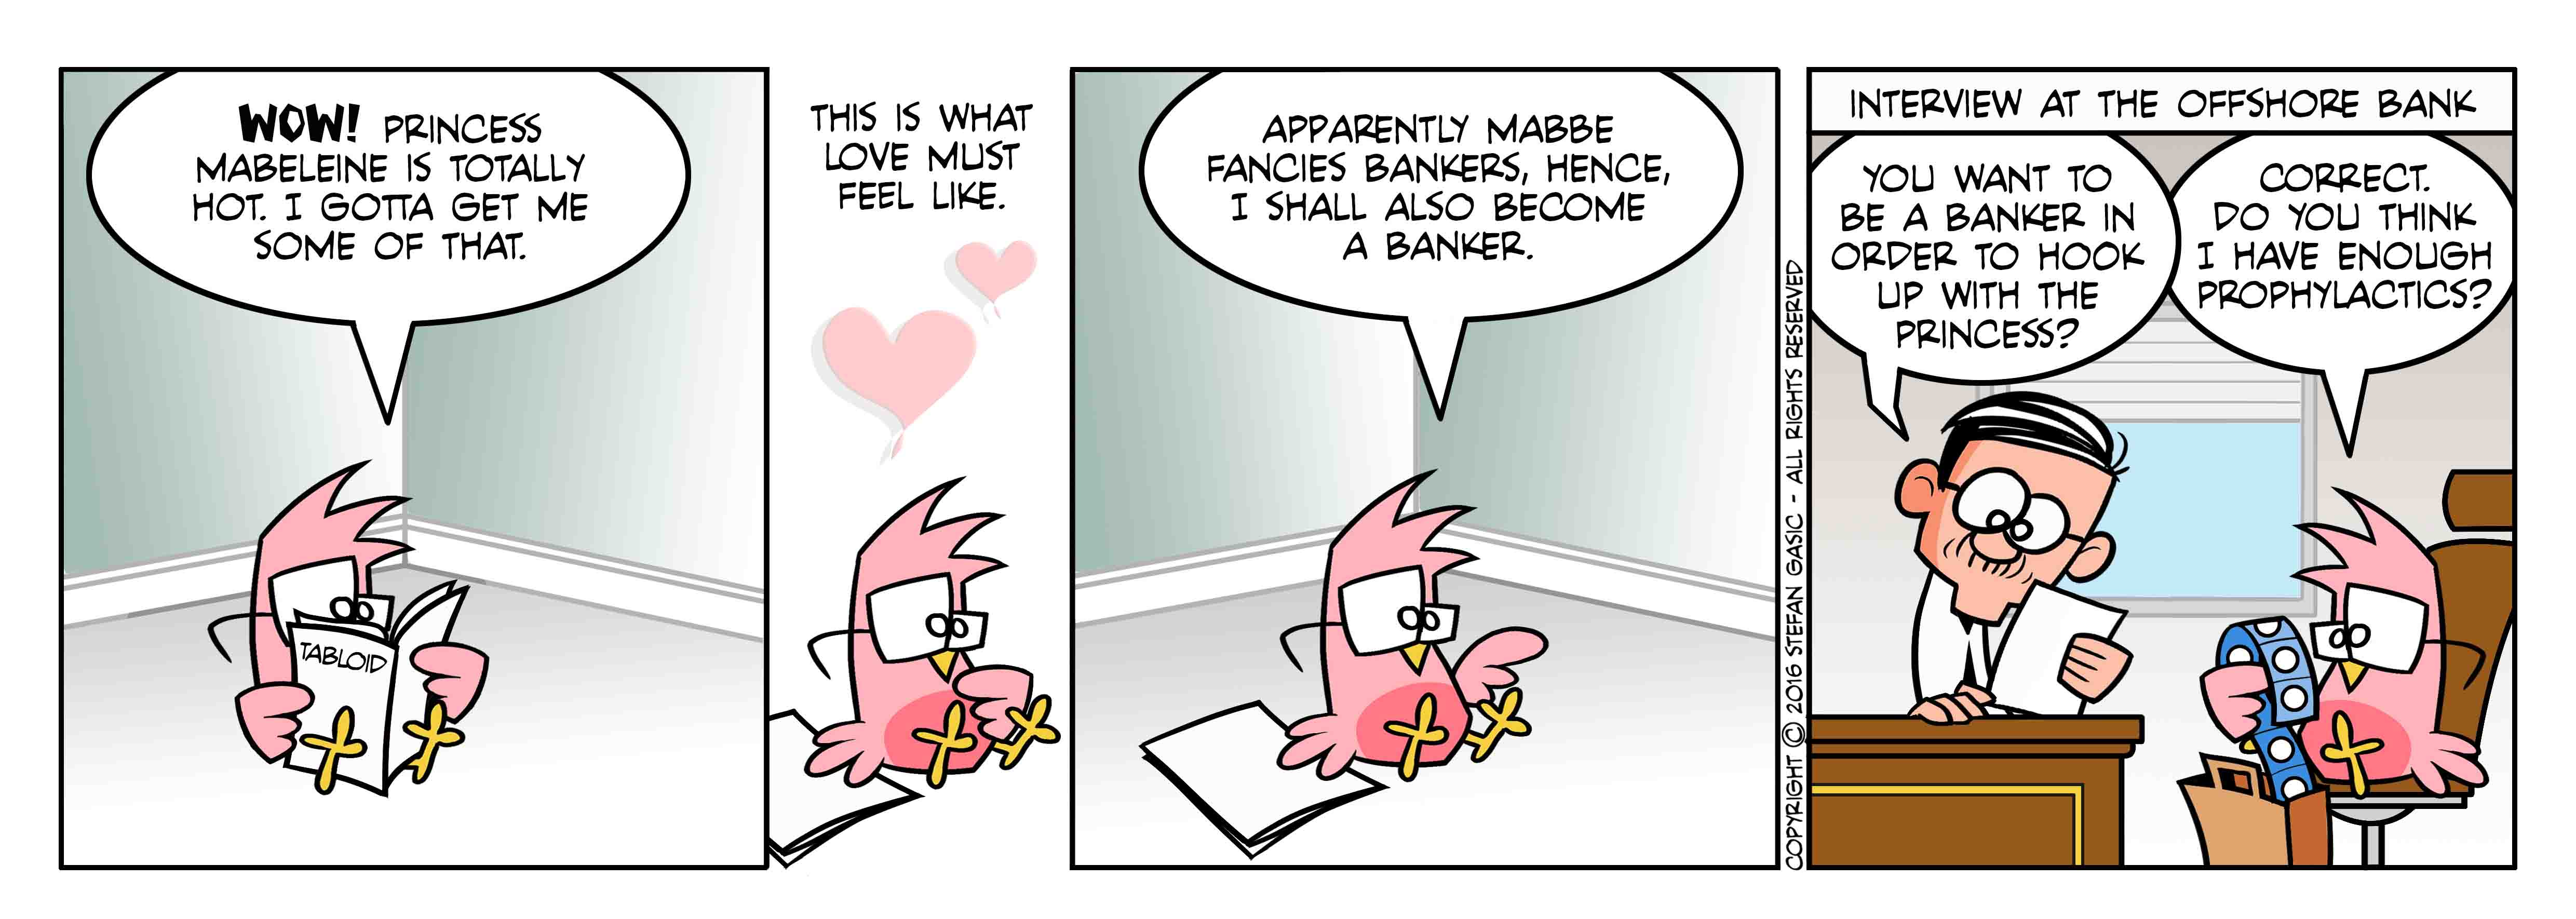 WOW! PRINCESS
MABELEINE IS TOTALLY
HOT. I GOTTA GET ME
SOME OF THAT.
TABLOID
THIS IS WHAT
LOVE MUST
FEEL LIKE.
APPARENTLY MABBE
FANCIES BANKERS, HENCE,
I SHALL ALSO BECOME
A BANKER.
COPYRIGHT © 2016 STEFAN GASIC - ALL RIGHTS RESERVED
INTERVIEW AT THE OFFSHORE BANK
YOU WANT TO
BE A BANKER IN
ORDER TO HOOK
UP WITH THE
PRINCESS?
CORRECT.
DO YOU THINK
I HAVE ENOUGH
PROPHYLACTICS?